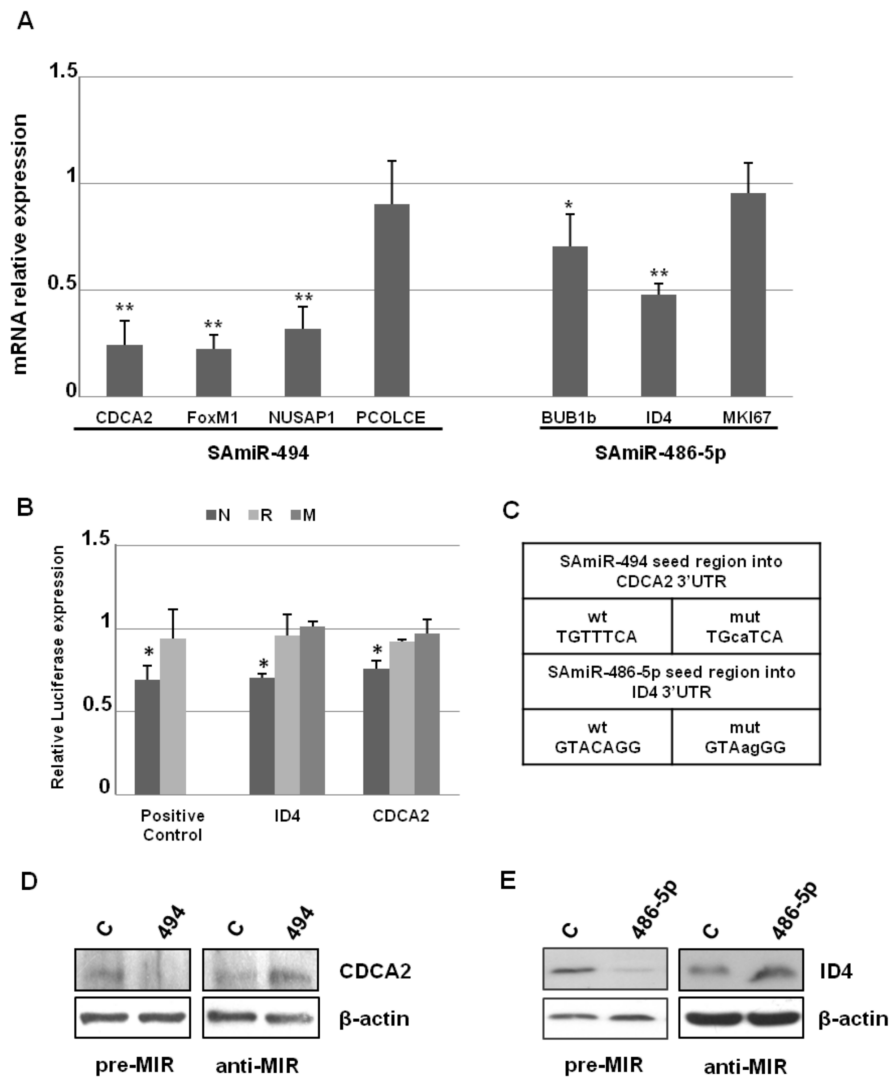 A
mRNA relative expression
1.5
1
0.5
0
** ** ** * **
CDCA2 FoxM1 NUSAP1 PCOLCE BUB1b ID4 MKI67
SAmiR-494 SAmiR-486-5p
B
N R M
Relative Luciferase expression
1.5
1
0.5
0
* * *
Positive Control ID4 CDCA2
C
SAmiR-494 seed region into
CDCA2 3'UTR
wt mut
TGTTTCA TGcaTCA
SAmiR-486-5p seed region into
ID4 3'UTR
wt mut
GTACAGG GTAagGG
D
C 494 C 494
CDCA2
β-actin
pre-MIR anti-MIR
E
C 486-5p C 486-5p
ID4
β-actin
pre-MIR anti-MIR